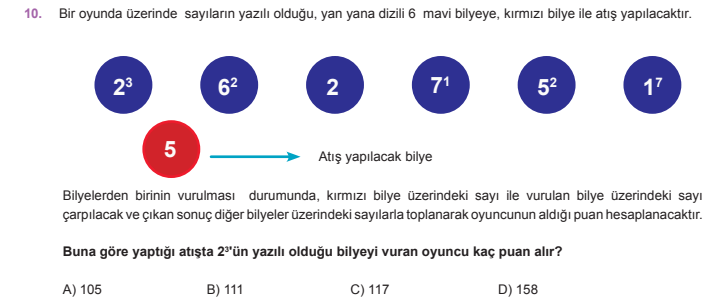 10. Bir oyunda üzerinde sayıların yazılı olduğu, yan yana dizili 6 mavi bilyeye, kırmızı bilye ile atış yapılacaktır.
2³ 6² 2 7¹ 5² 1⁷
5 Atış yapılacak bilye
Bilyelerden birinin vurulması durumunda, kırmızı bilye üzerindeki sayı ile vurulan bilye üzerindeki sayı
çarpılacak ve çıkan sonuç diğer bilyeler üzerindeki sayılarla toplanarak oyuncunun aldığı puan hesaplanacaktır.
Buna göre yaptığı atışta 2³'ün yazılı olduğu bilyeyi vuran oyuncu kaç puan alır?
A) 105 B) 111 C) 117 D) 158